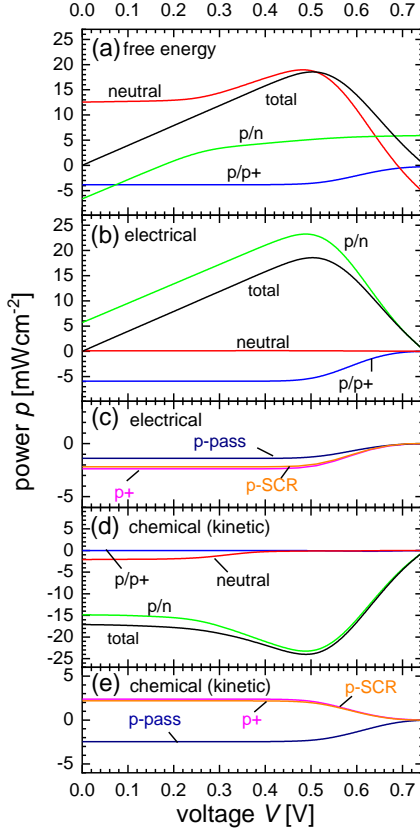 0.0 0.1 0.2 0.3 0.4 0.5 0.6 0.7
(a) free energy
25
20
15
10
5
0
-5
neutral
total
p/n
p/p+
(b) electrical
25
20
15
10
5
0
-5
p/n
total
neutral
p/p+
(c) electrical
0
-5
p-pass
p-SCR
p+
(d) chemical (kinetic)
0
-5
-10
-15
-20
-25
p/p+
neutral
p/n
total
(e) chemical (kinetic)
5
0
-5
p-SCR
p-pass
p+
0.0 0.1 0.2 0.3 0.4 0.5 0.6 0.7
voltage V [V]
power p [mWcm-2]